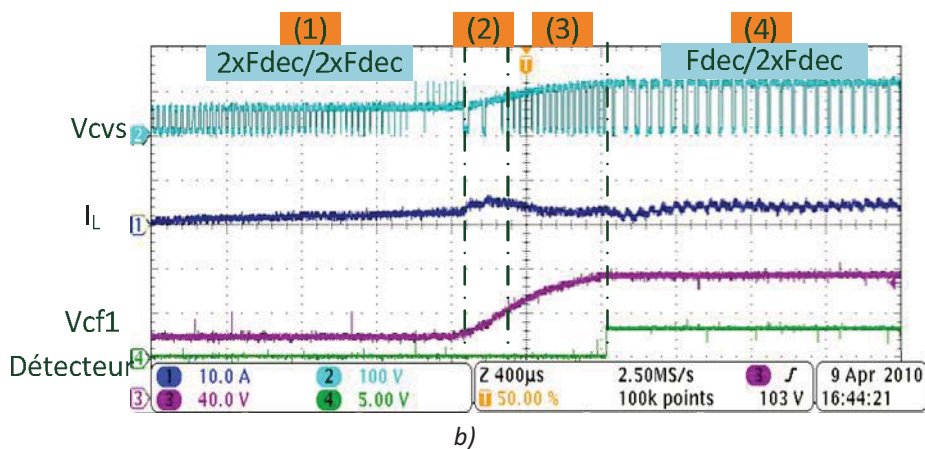 (1) (2) (3) (4)
2xFdec/2xFdec Fdec/2xFdec
T
Vcvs
2
I_L
1
Vcf1
Détecteur
4
3
1 10.0 A 2 100 V
3 40.0 V 4 5.00 V
Z 400µs
T 50.00 %
2.50MS/s
100k points
3 ʃ
103 V
9 Apr 2010
16:44:21
b)